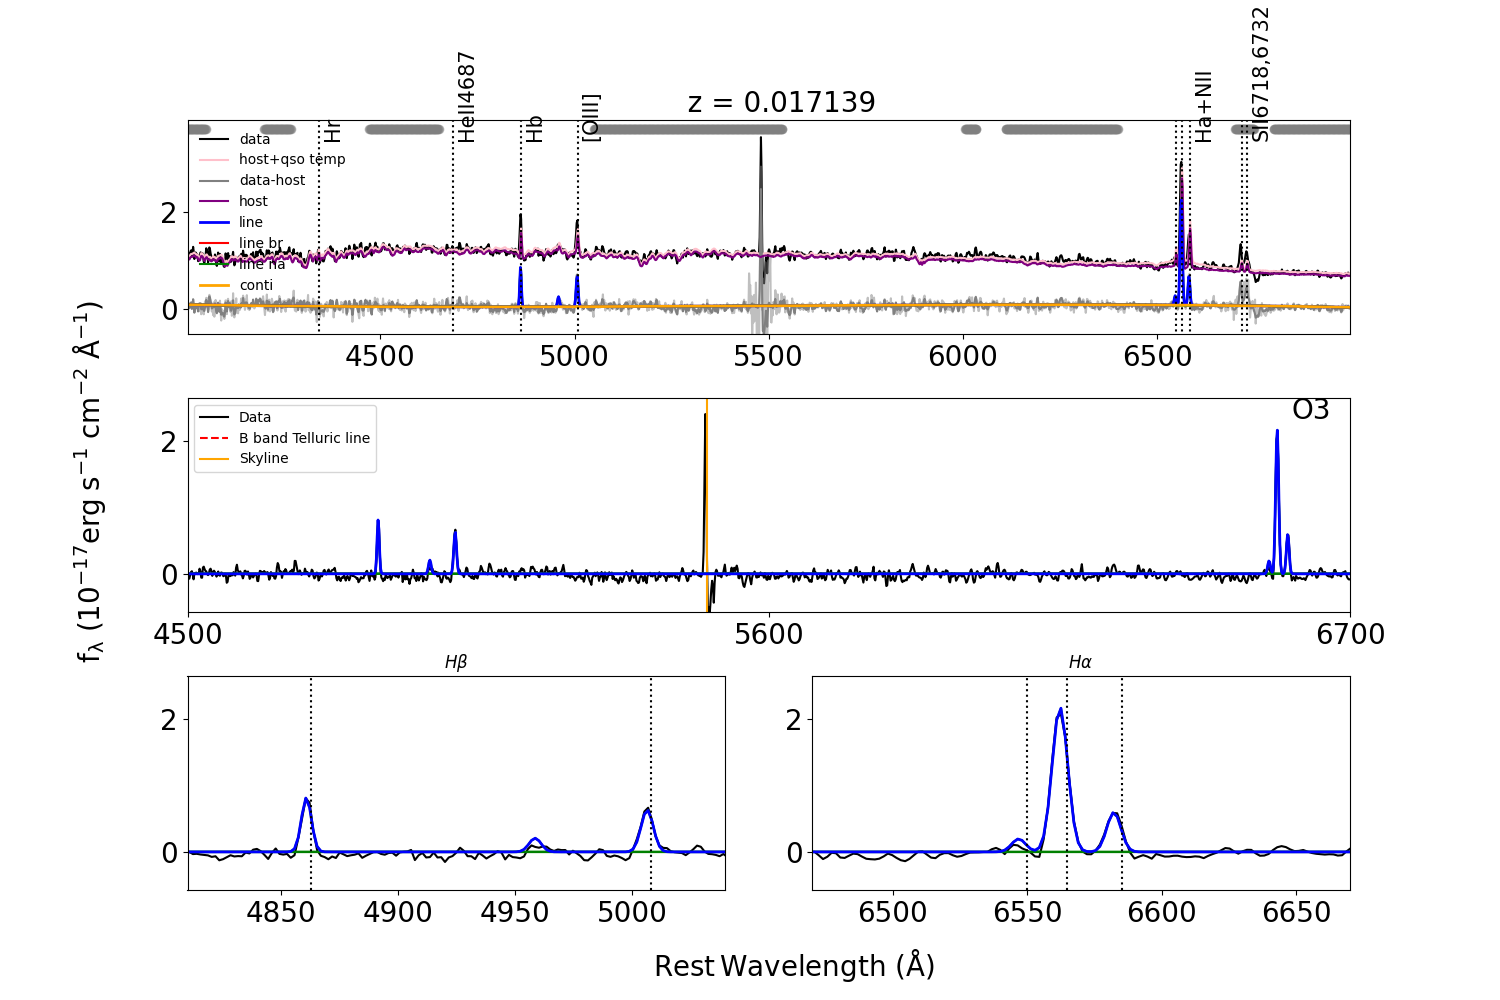 z = 0.017139
Hr
HeII4687
Hb
[OIII]
Ha+NII
SII6718,6732
data
host+qso temp
data-host
host
line
line br
line na
conti
2
0
4500
5000
5500
6000
6500
fλ (10⁻¹⁷erg s⁻¹ cm⁻² Å⁻¹)
O3
Data
B band Telluric line
Skyline
2
0
4500
5600
6700
Hβ
2
0
4850
4900
4950
5000
Hα
2
0
6500
6550
6600
6650
Rest Wavelength (Å)